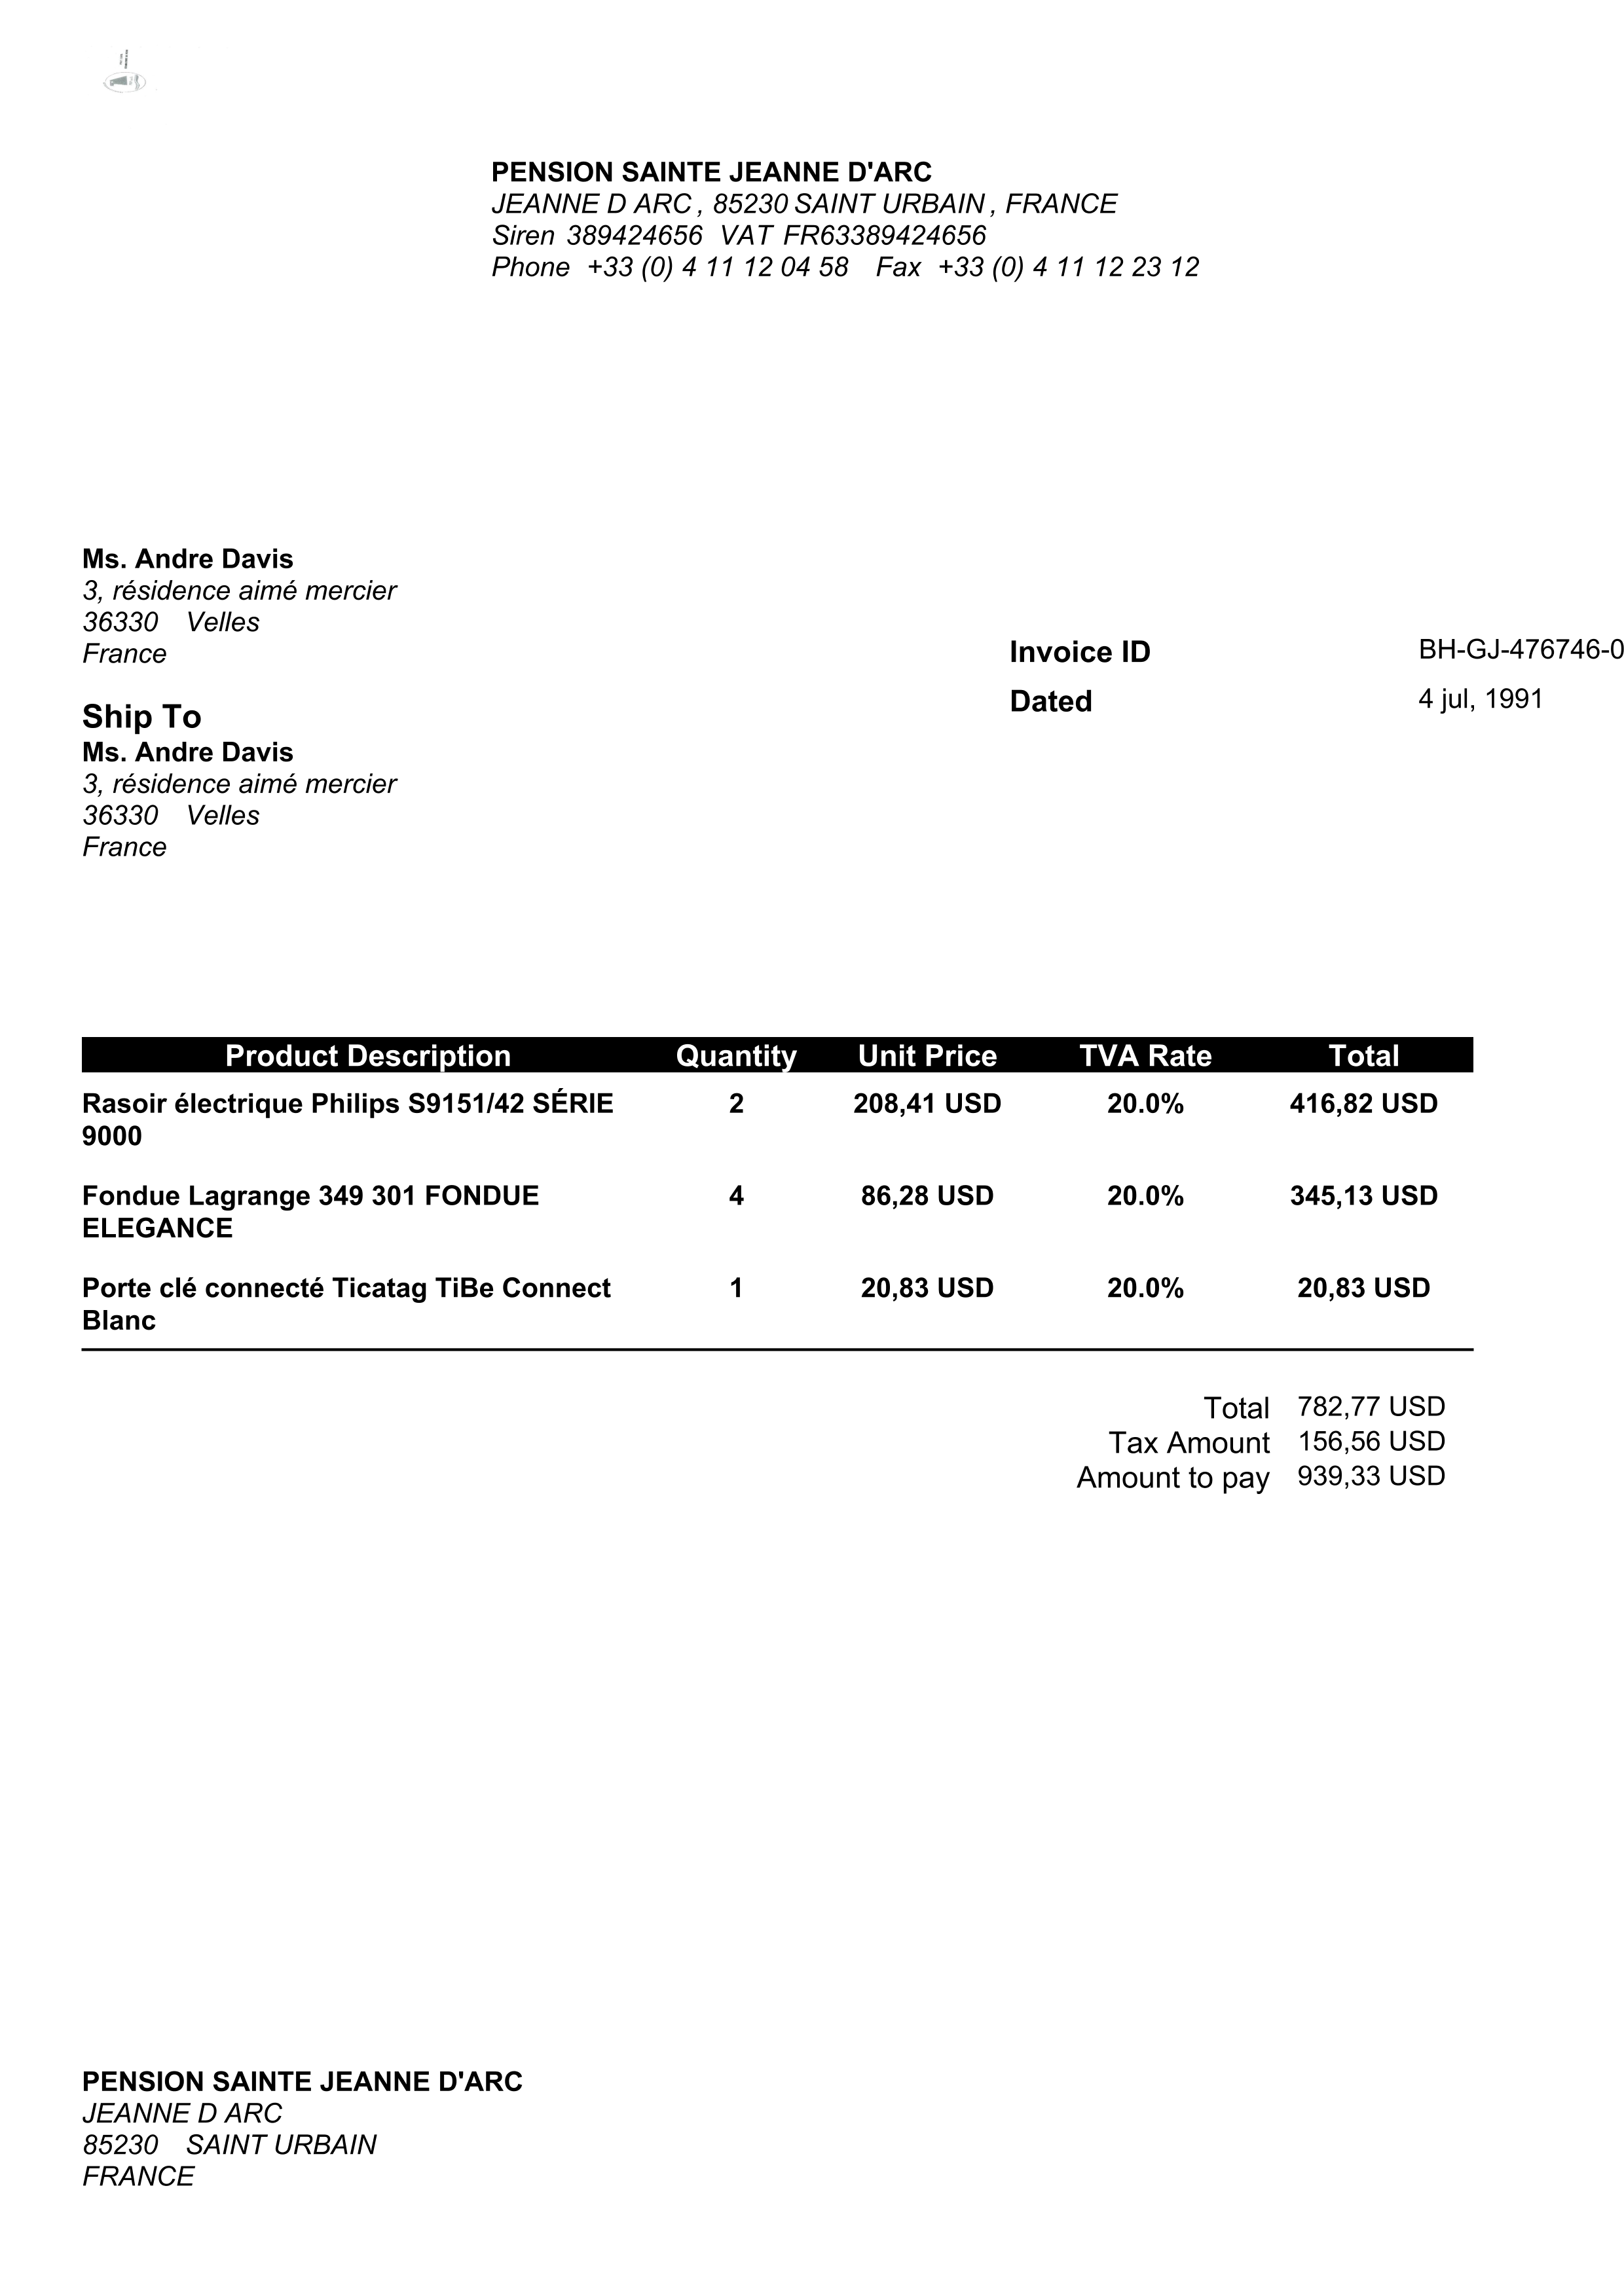 PENSION SAINTE JEANNE D'ARC
JEANNE D ARC , 85230 SAINT URBAIN , FRANCE
Siren 389424656 VAT FR63389424656
Phone +33 (0) 4 11 12 04 58 Fax +33 (0) 4 11 12 23 12
Ms. Andre Davis
3, résidence aimé mercier
36330 Velles
France
Invoice ID BH-GJ-476746-0
Dated 4 jul, 1991
Ship To
Ms. Andre Davis
3, résidence aimé mercier
36330 Velles
France
Product Description Quantity Unit Price TVA Rate Total
Rasoir électrique Philips S9151/42 SÉRIE 2 208,41 USD 20.0% 416,82 USD
9000
Fondue Lagrange 349 301 FONDUE 4 86,28 USD 20.0% 345,13 USD
ELEGANCE
Porte clé connecté Ticatag TiBe Connect 1 20,83 USD 20.0% 20,83 USD
Blanc
Total 782,77 USD
Tax Amount 156,56 USD
Amount to pay 939,33 USD
PENSION SAINTE JEANNE D'ARC
JEANNE D ARC
85230 SAINT URBAIN
FRANCE